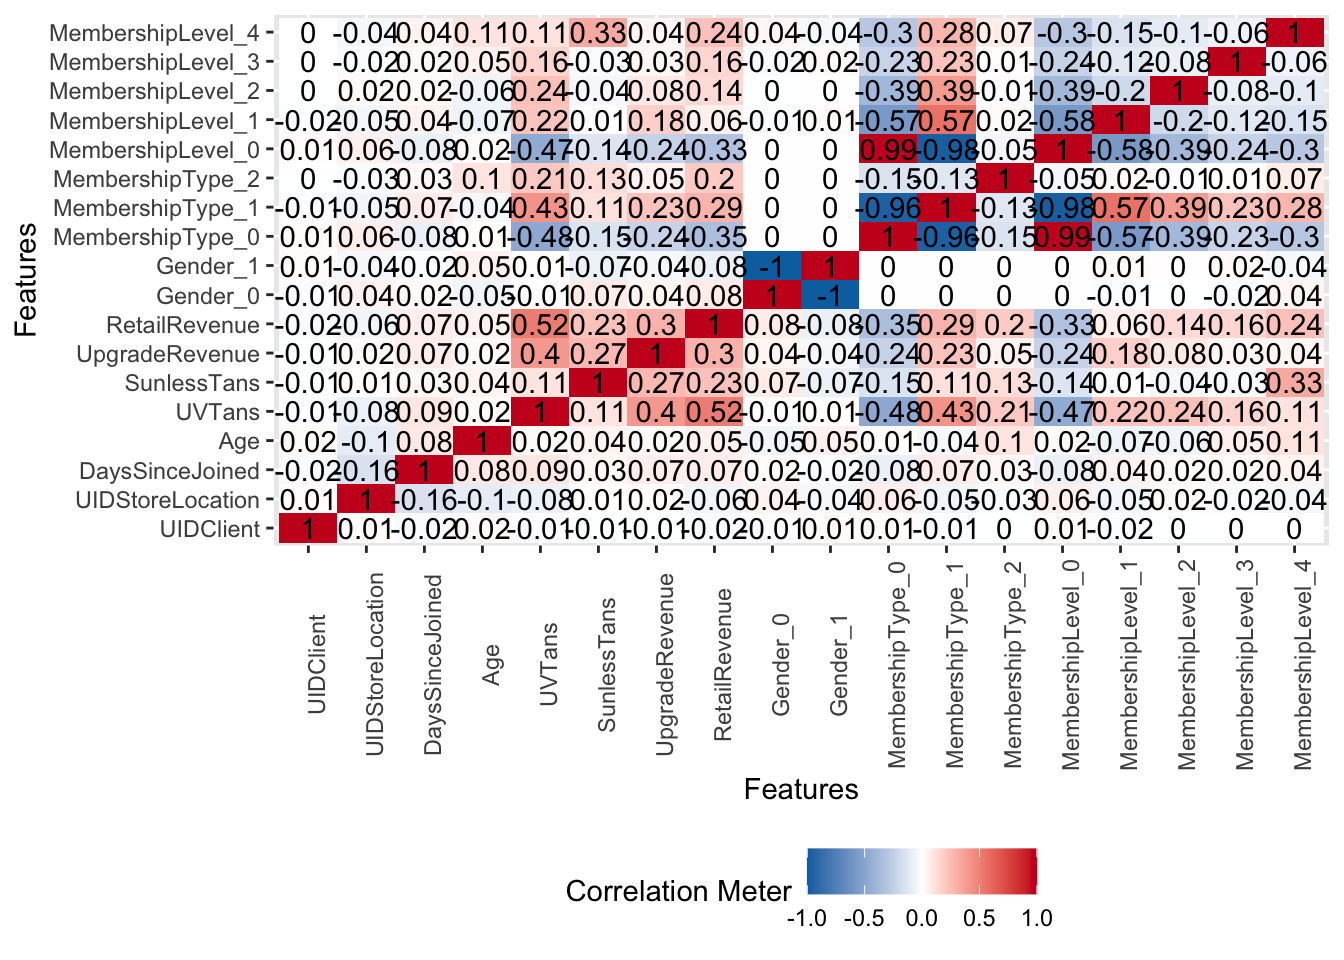 MembershipLevel_4 0 -0.04 0.04 0.11 0.11 0.33 0.04 0.24 0.04 -0.04 -0.3 0.28 0.07 -0.3 -0.15 -0.1 -0.06 1
MembershipLevel_3 0 -0.02 0.02 0.05 0.16 -0.03 0.03 0.16 -0.02 0.02 -0.23 0.23 0.01 -0.24 -0.12 -0.08 1 -0.06
MembershipLevel_2 0 0.02 0.02 -0.06 0.24 -0.04 0.08 0.14 0 0 -0.39 0.39 -0.01 -0.39 -0.2 1 -0.08 -0.1
MembershipLevel_1 -0.02 -0.05 0.04 -0.07 0.22 0.01 0.18 0.06 -0.01 0.01 -0.57 0.57 0.02 -0.58 1 -0.2 -0.12 -0.15
MembershipLevel_0 0.01 0.06 -0.08 0.02 -0.47 -0.14 -0.24 -0.33 0 0 0.99 -0.98 -0.05 1 -0.58 -0.39 -0.24 -0.3
MembershipType_2 0 -0.03 0.03 0.1 0.21 0.13 0.05 0.2 0 0 -0.15 -0.13 1 -0.05 0.02 -0.01 0.01 0.07
MembershipType_1 -0.01 -0.05 0.07 -0.04 0.43 0.11 0.23 0.29 0 0 -0.96 1 -0.13 -0.98 0.57 0.39 0.23 0.28
MembershipType_0 0.01 0.06 -0.08 0.01 -0.48 -0.15 -0.24 -0.35 0 0 1 -0.96 -0.15 0.99 -0.57 -0.39 -0.23 -0.3
Gender_1 0.01 -0.04 -0.02 0.05 0.01 -0.07 -0.04 -0.08 -1 1 0 0 0 0 0.01 0 0.02 -0.04
Gender_0 -0.01 0.04 0.02 -0.05 -0.01 0.07 0.04 0.08 1 -1 0 0 0 0 -0.01 0 -0.02 0.04
RetailRevenue -0.02 -0.06 0.07 0.05 0.52 0.23 0.3 1 0.08 -0.08 -0.35 0.29 0.2 -0.33 0.06 0.14 0.16 0.24
UpgradeRevenue -0.01 0.02 0.07 0.02 0.4 0.27 1 0.3 0.04 -0.04 -0.24 0.23 0.05 -0.24 0.18 0.08 0.03 0.04
SunlessTans -0.01 0.01 0.03 0.04 0.11 1 0.27 0.23 0.07 -0.07 -0.15 0.11 0.13 -0.14 0.01 -0.04 -0.03 0.33
UVTans -0.01 -0.08 0.09 0.02 1 0.11 0.4 0.52 -0.01 0.01 -0.48 0.43 0.21 -0.47 0.22 0.24 0.16 0.11
Age 0.02 -0.1 0.08 1 0.02 0.04 0.02 0.05 -0.05 0.05 0.01 -0.04 0.1 0.02 -0.07 -0.06 0.05 0.11
DaysSinceJoined -0.02 -0.16 1 0.08 0.09 0.03 0.07 0.07 0.02 -0.02 -0.08 0.07 0.03 -0.08 0.04 0.02 0.02 0.04
UIDStoreLocation 0.01 1 -0.16 -0.1 -0.08 0.01 0.02 -0.06 0.04 -0.04 0.06 -0.05 -0.03 0.06 -0.05 0.02 -0.02 -0.04
UIDClient 1 0.01 -0.02 0.02 -0.01 -0.01 -0.01 -0.02 -0.01 0.01 0.01 -0.01 0 0.01 -0.02 0 0 0
Features
UIDClient
UIDStoreLocation
DaysSinceJoined
Age
UVTans
SunlessTans
UpgradeRevenue
RetailRevenue
Gender_0
Gender_1
MembershipType_0
MembershipType_1
MembershipType_2
MembershipLevel_0
MembershipLevel_1
MembershipLevel_2
MembershipLevel_3
MembershipLevel_4
Features
Correlation Meter
-1.0 -0.5 0.0 0.5 1.0